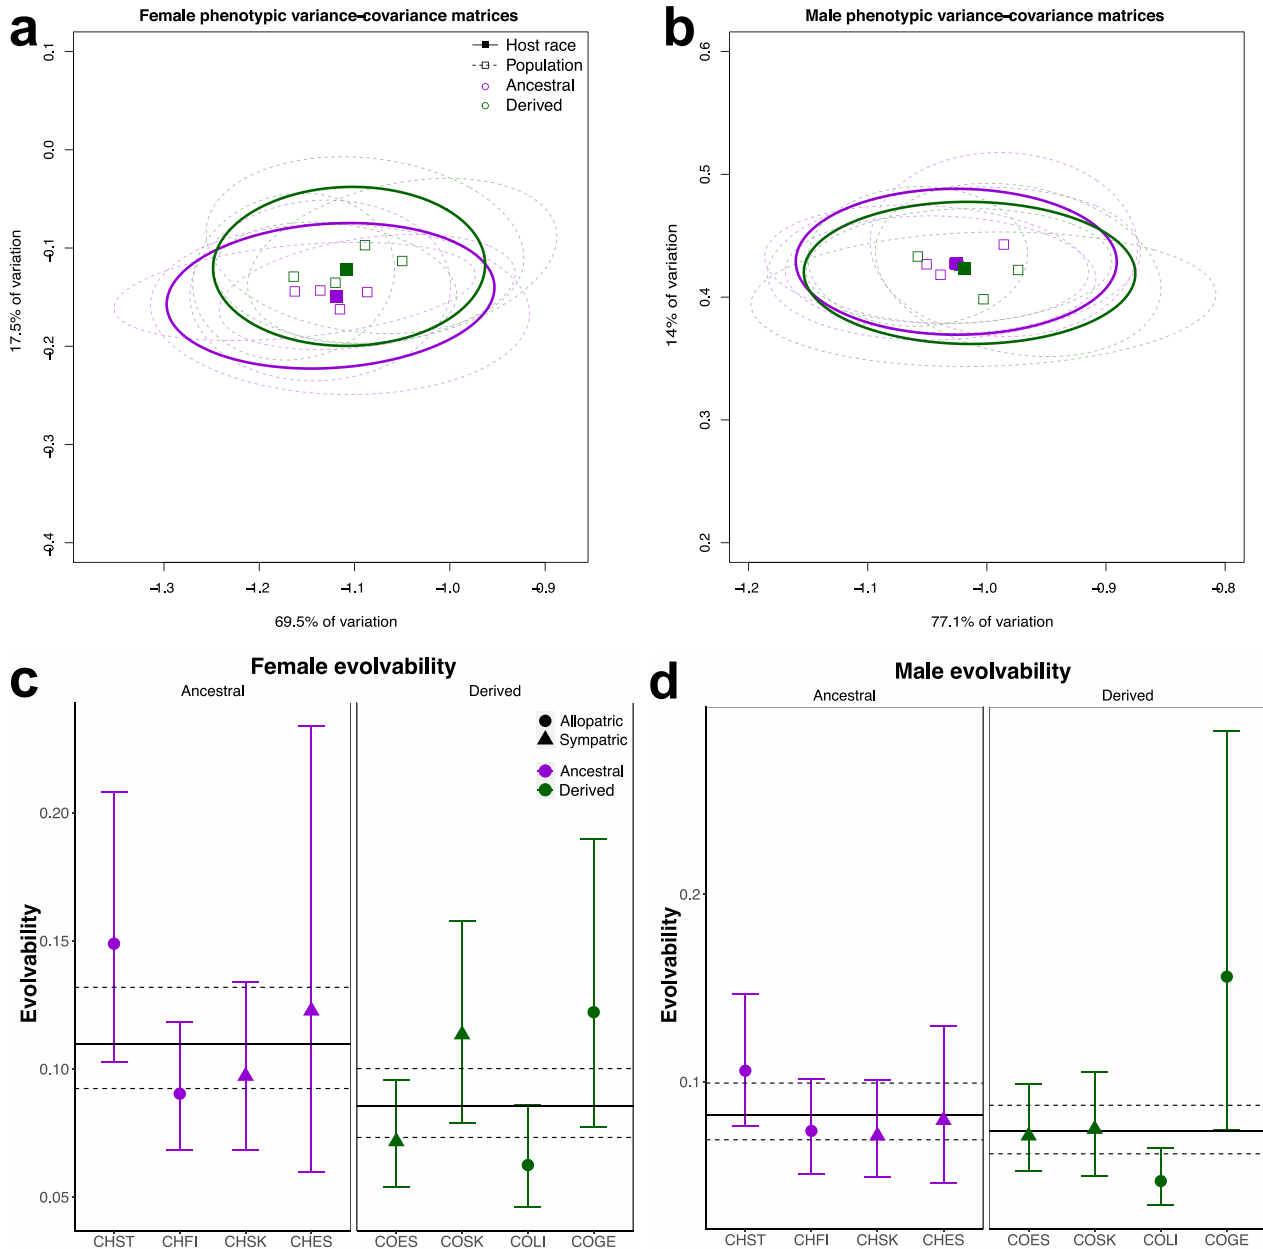 a
Female phenotypic variance-covariance matrices
0.1
0.0
-0.1
-0.2
-0.3
-0.4
17.5% of variation
Host race
Population
Ancestral
Derived
-1.3
-1.2
-1.1
-1.0
-0.9
69.5% of variation
b
Male phenotypic variance-covariance matrices
0.6
0.5
0.4
0.3
0.2
14% of variation
-1.2
-1.1
-1.0
-0.9
-0.8
77.1% of variation
c
Female evolvability
Ancestral
Derived
Allopatric
Sympatric
Ancestral
Derived
0.20
0.15
0.10
0.05
Evolvability
CHST
CHFI
CHSK
CHES
COES
COSK
COLI
COGE
d
Male evolvability
Ancestral
Derived
0.2
0.1
Evolvability
CHST
CHFI
CHSK
CHES
COES
COSK
COLI
COGE